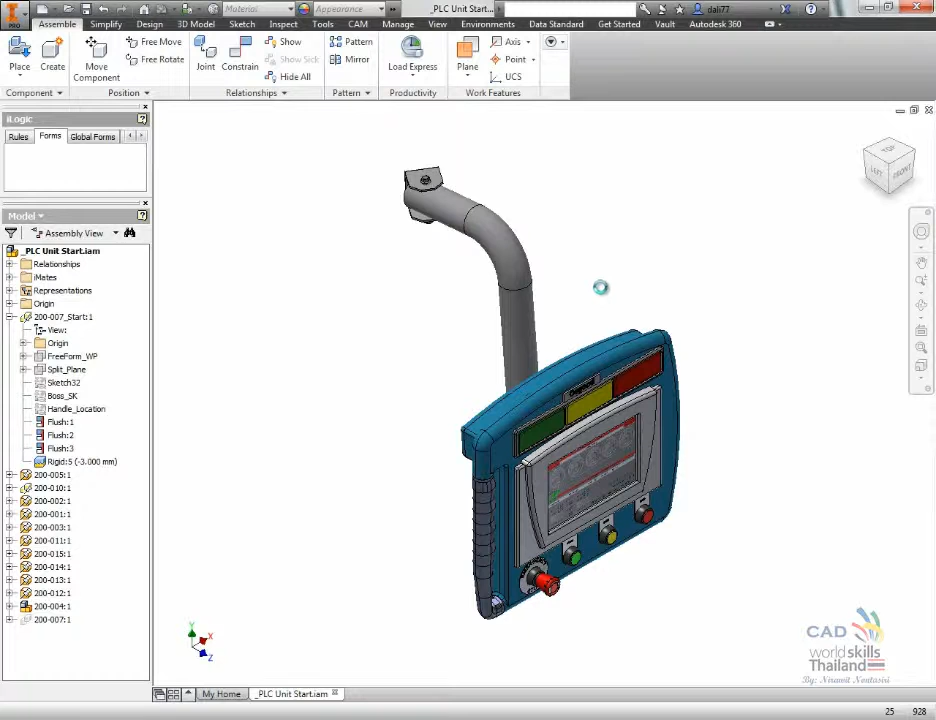 Material
Appearance
_PLC Unit Start....
dali77
PRO
Assemble Simplify Design 3D Model Sketch Inspect Tools CAM Manage View Environments Data Standard Get Started Vault Autodesk 360
Place Create Move Component Free Move Free Rotate Joint Constrain Show Show Sick Hide All Pattern Mirror Load Express Plane Axis Point UCS
Component Position Relationships Pattern Productivity Work Features
iLogic
Rules Forms Global Forms
Model
Assembly View
_PLC Unit Start.iam
Relationships
iMates
Representations
Origin
200-007_Start:1
View:
Origin
FreeForm_WP
Split_Plane
Sketch32
Boss_SK
Handle_Location
Flush:1
Flush:2
Flush:3
Rigid:5 (-3.000 mm)
200-005:1
200-010:1
200-002:1
200-001:1
200-003:1
200-011:1
200-015:1
200-014:1
200-013:1
200-012:1
200-004:1
200-007:1
TOP
LEFT FRONT
Y
X
Z
CAD
worldskills
Thailand
By: Niramit Nontasiri
My Home _PLC Unit Start.iam
25 928